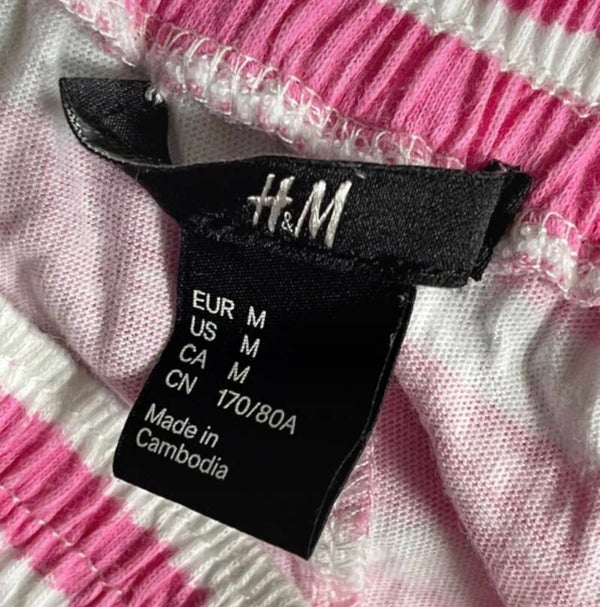 H&M
EUR M
US M
CA M
CN 170/80A
Made in
Cambodia